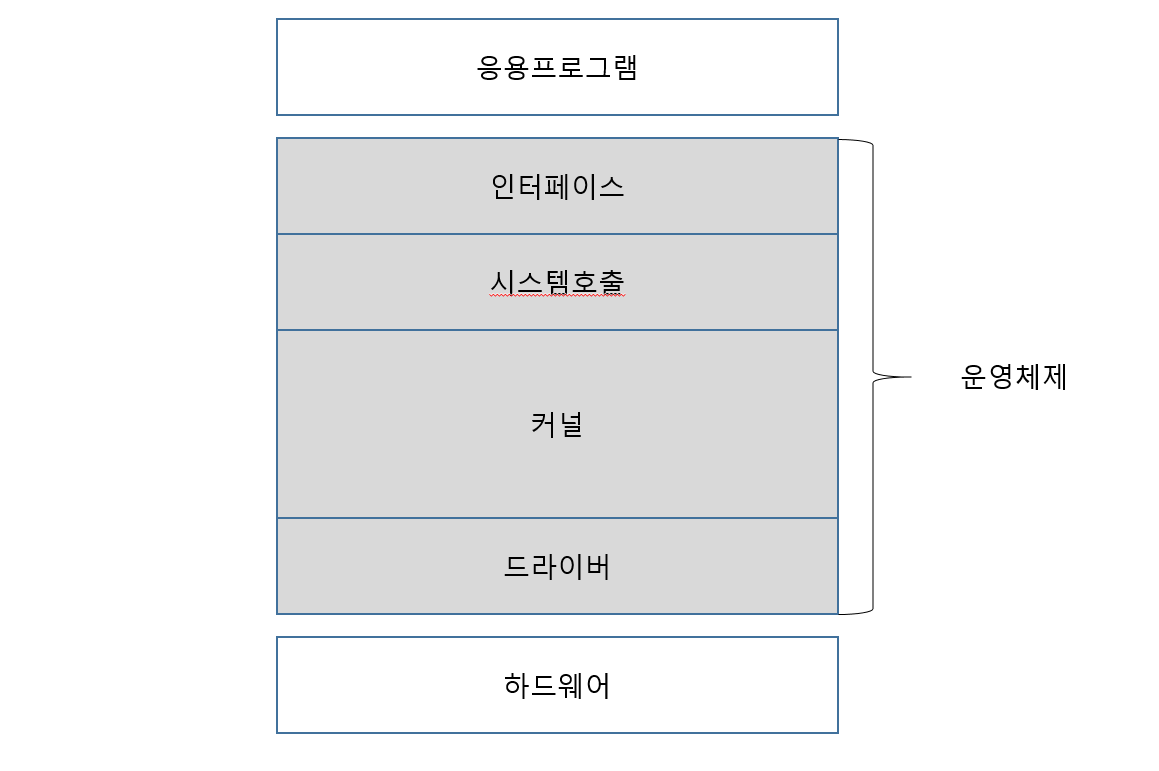 응용프로그램
인터페이스
시스템호출
커널
운영체제
드라이버
하드웨어